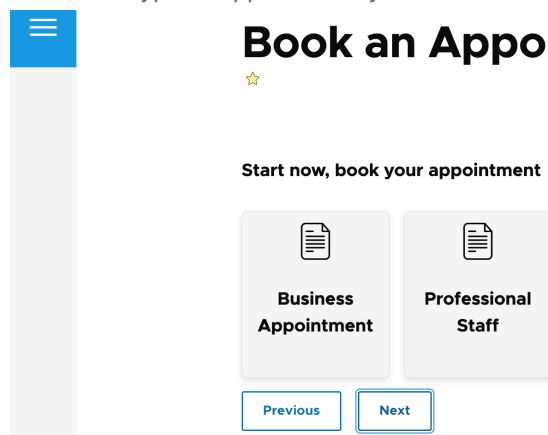 Book an Appo
Start now, book your appointment
Business
Appointment
Professional
Staff
Previous
Next